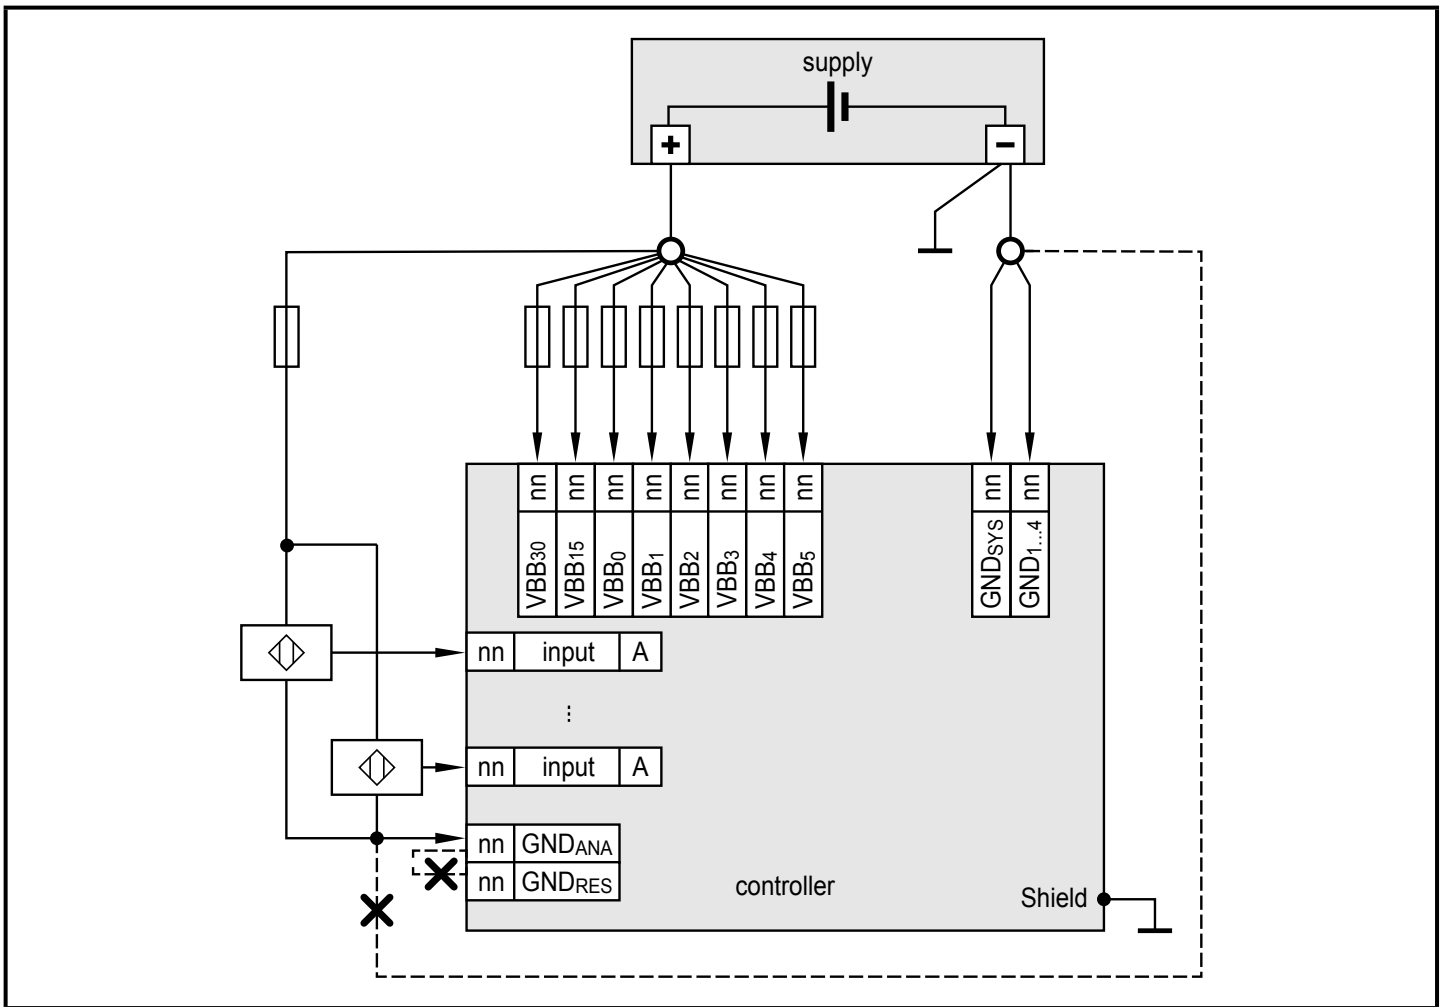 supply
+ −
nn nn nn nn nn nn nn nn
VBB30 VBB15 VBB0 VBB1 VBB2 VBB3 VBB4 VBB5
nn nn
GNDSYS GND1...4
nn input A
...
nn input A
nn GNDANA
nn GNDRES
controller
Shield